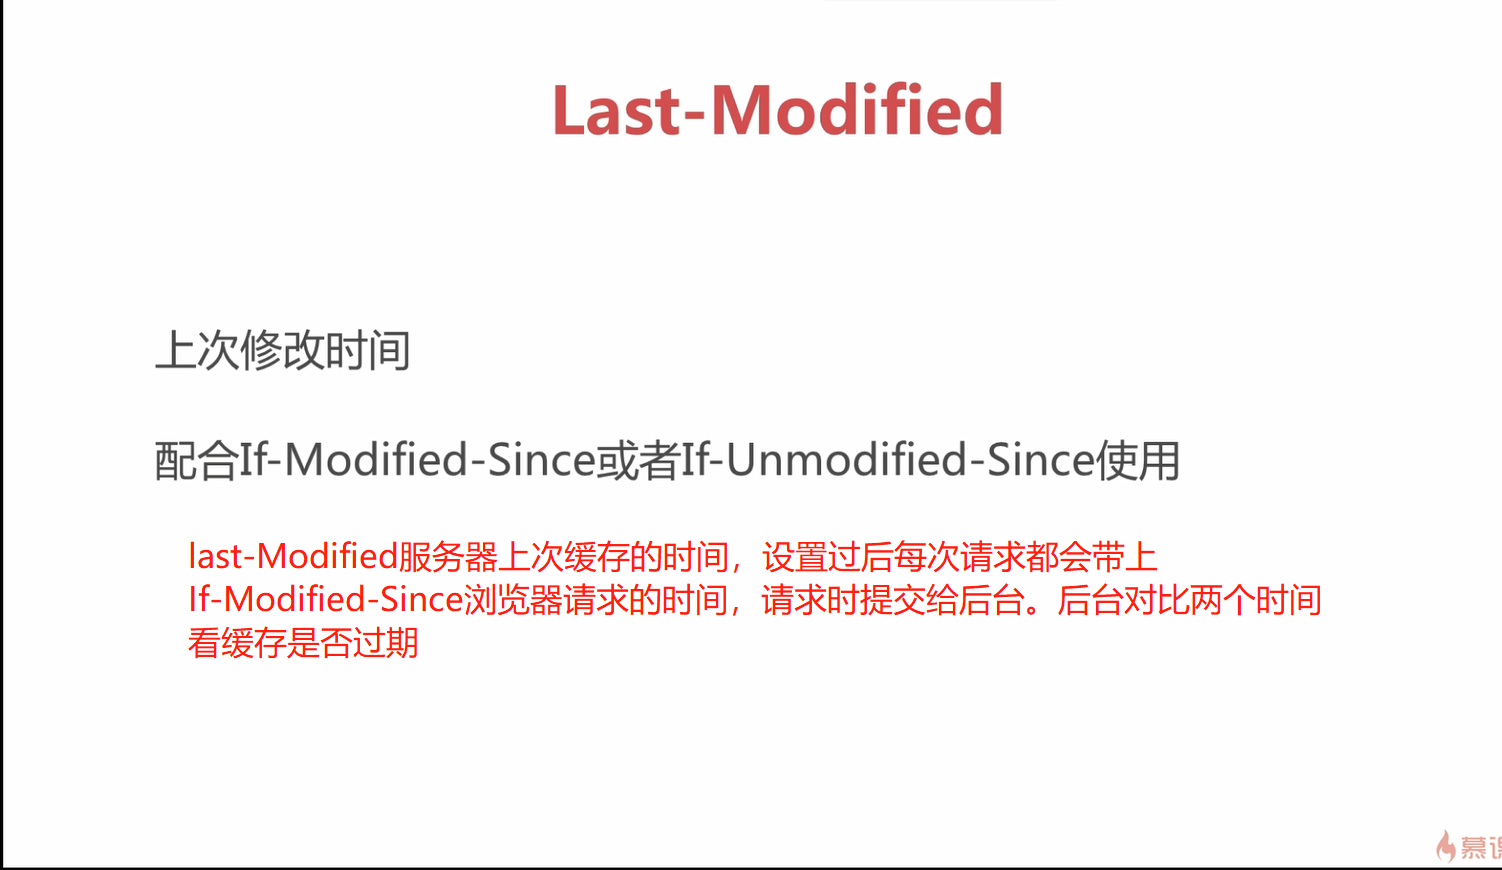 Last-Modified
上次修改时间
配合If-Modified-Since或者If-Unmodified-Since使用
last-Modified服务器上次缓存的时间，设置过后每次请求都会带上
If-Modified-Since浏览器请求的时间，请求时提交给后台。后台对比两个时间
看缓存是否过期
慕课